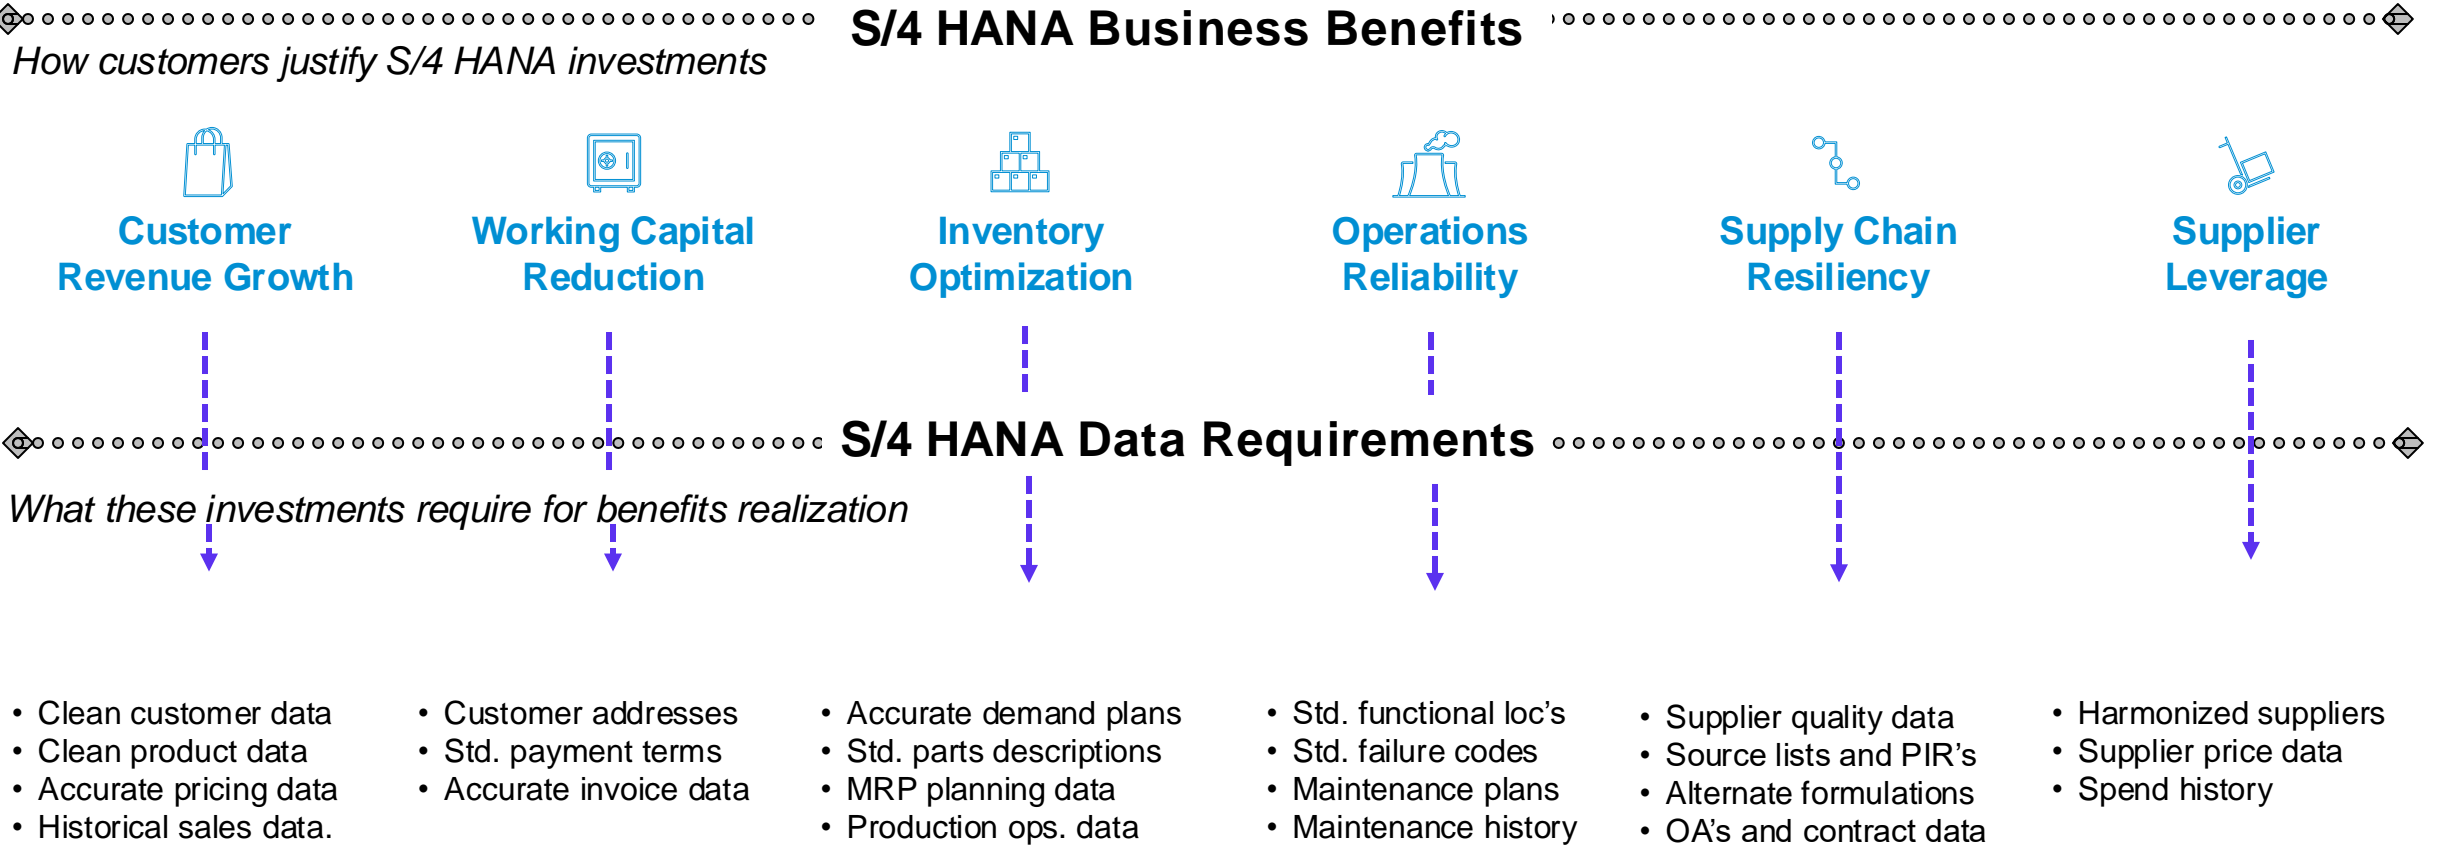 S/4 HANA Business Benefits
How customers justify S/4 HANA investments
Customer
Revenue Growth
Working Capital
Reduction
Inventory
Optimization
Operations
Reliability
Supply Chain
Resiliency
Supplier
Leverage
S/4 HANA Data Requirements
What these investments require for benefits realization
• Clean customer data
• Clean product data
• Accurate pricing data
• Historical sales data.
• Customer addresses
• Std. payment terms
• Accurate invoice data
• Accurate demand plans
• Std. parts descriptions
• MRP planning data
• Production ops. data
• Std. functional loc's
• Std. failure codes
• Maintenance plans
• Maintenance history
• Supplier quality data
• Source lists and PIR's
• Alternate formulations
• OA's and contract data
• Harmonized suppliers
• Supplier price data
• Spend history